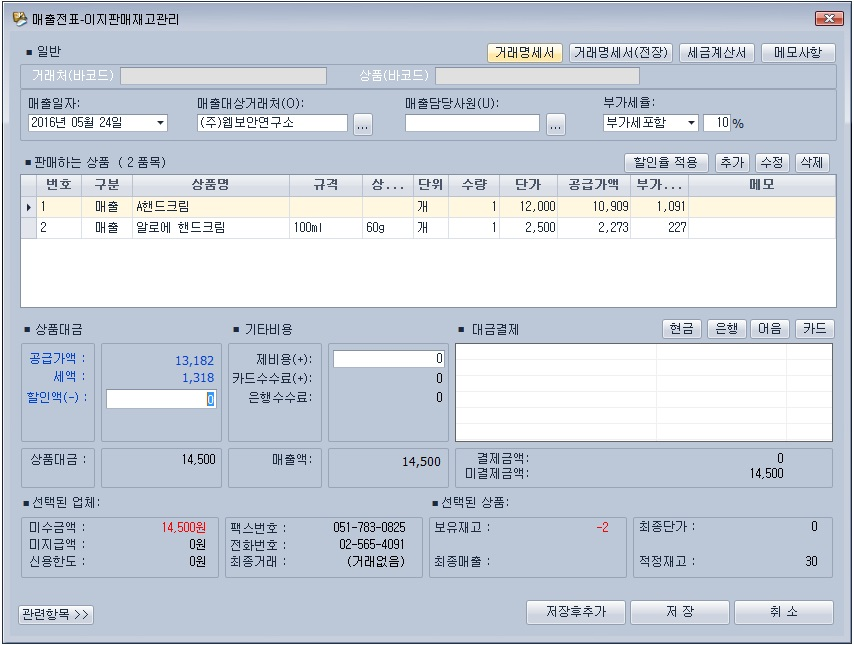 매출전표-이지판매재고관리
■ 일반 거래명세서 거래명세서(전장) 세금계산서 메모사항
거래처(바코드) 상품(바코드)
매출일자: 매출대상거래처(O): 매출담당사원(U): 부가세율:
2016년 05월 24일 (주)웹보안연구소 ... ... 부가세포함 10 %
■ 판매하는 상품 ( 2 품목) 할인율 적용 추가 수정 삭제
번호 구분 상품명 규격 상... 단위 수량 단가 공급가액 부가... 메모
1 매출 A핸드크림 개 1 12,000 10,909 1,091
2 매출 알로에 핸드크림 100ml 60g 개 1 2,500 2,273 227
■ 상품대금 ■ 기타비용 ■ 대금결제 현금 은행 어음 카드
공급가액 : 13,182 제비용(+): 0
세액 : 1,318 카드수수료(+): 0
할인액(-) : 0 은행수수료: 0
상품대금 : 14,500 매출액: 14,500 결제금액: 0
미결제금액: 14,500
■ 선택된 업체: ■ 선택된 상품:
미수금액 : 14,500원 팩스번호 : 051-783-0825 보유재고 : -2 최종단가 : 0
미지급액 : 0원 전화번호 : 02-565-4091
신용한도 : 0원 최종거래 : (거래없음) 최종매출 : 적정재고 : 30
관련항목 >> 저장후추가 저 장 취 소